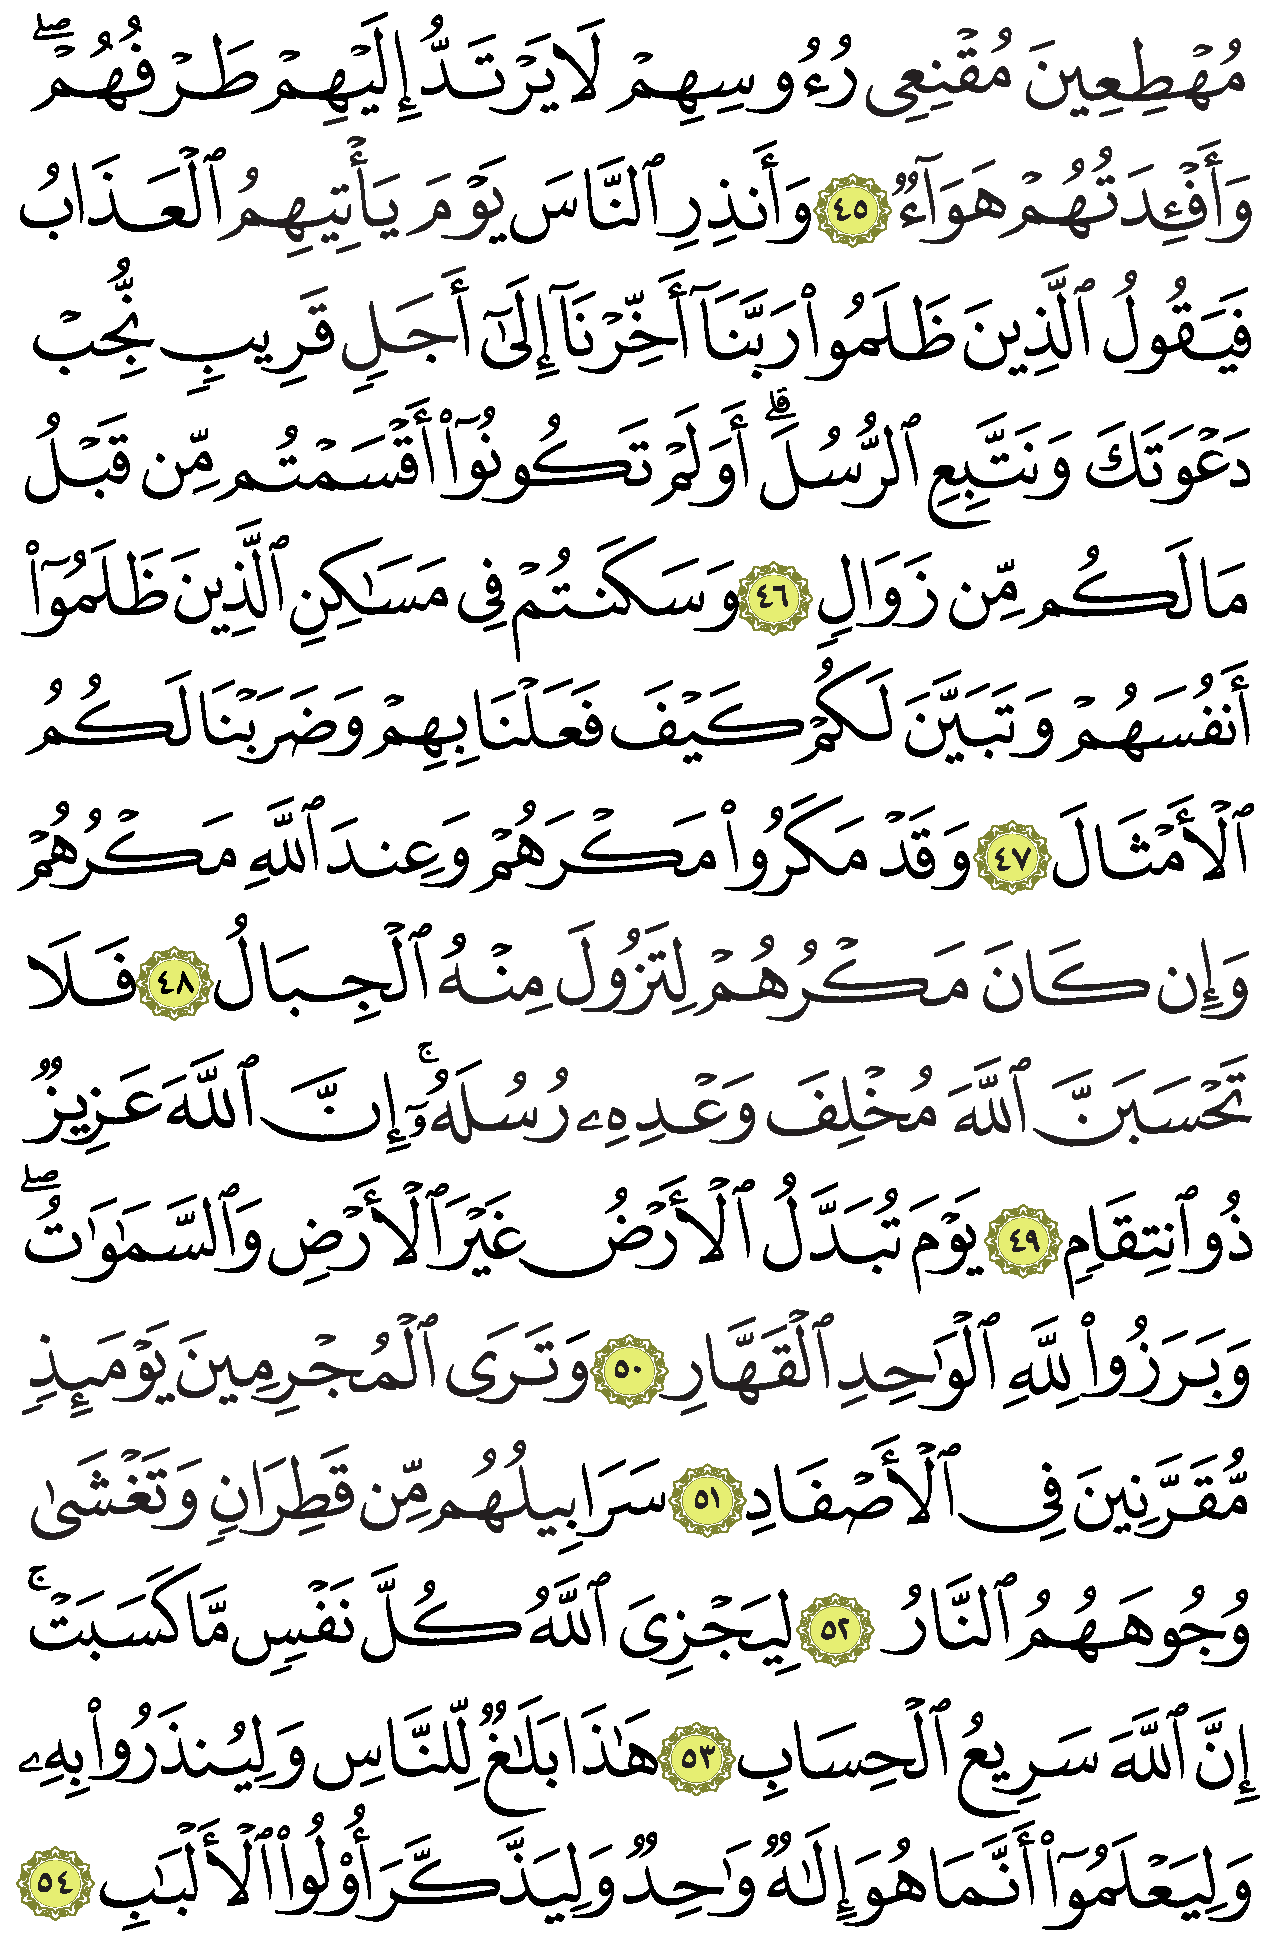 مُهۡطِعِينَ مُقۡنِعِي رُءُوسِهِمۡ لَا يَرۡتَدُّ إِلَيۡهِمۡ طَرۡفُهُمۡۖ
وَأَفۡـِٔدَتُهُمۡ هَوَآءٞ ٤٥ وَأَنذِرِ ٱلنَّاسَ يَوۡمَ يَأۡتِيهِمُ ٱلۡعَذَابُ
فَيَقُولُ ٱلَّذِينَ ظَلَمُواْ رَبَّنَآ أَخِّرۡنَآ إِلَىٰٓ أَجَلٖ قَرِيبٖ نُّجِبۡ
دَعۡوَتَكَ وَنَتَّبِعِ ٱلرُّسُلَۗ أَوَلَمۡ تَكُونُوٓاْ أَقۡسَمۡتُم مِّن قَبۡلُ
مَا لَكُم مِّن زَوَالٖ ٤٦ وَسَكَنتُمۡ فِي مَسَٰكِنِ ٱلَّذِينَ ظَلَمُوٓاْ
أَنفُسَهُمۡ وَتَبَيَّنَ لَكُمۡ كَيۡفَ فَعَلۡنَا بِهِمۡ وَضَرَبۡنَا لَكُمُ
ٱلۡأَمۡثَالَ ٤٧ وَقَدۡ مَكَرُواْ مَكۡرَهُمۡ وَعِندَ ٱللَّهِ مَكۡرُهُمۡ
وَإِن كَانَ مَكۡرُهُمۡ لِتَزُولَ مِنۡهُ ٱلۡجِبَالُ ٤٨ فَلَا
تَحۡسَبَنَّ ٱللَّهَ مُخۡلِفَ وَعۡدِهِۦ رُسُلَهُۥٓۚ إِنَّ ٱللَّهَ عَزِيزٞ
ذُو ٱنتِقَامٖ ٤٩ يَوۡمَ تُبَدَّلُ ٱلۡأَرۡضُ غَيۡرَ ٱلۡأَرۡضِ وَٱلسَّمَٰوَٰتُۖ
وَبَرَزُواْ لِلَّهِ ٱلۡوَٰحِدِ ٱلۡقَهَّارِ ٥٠ وَتَرَى ٱلۡمُجۡرِمِينَ يَوۡمَئِذٖ
مُّقَرَّنِينَ فِي ٱلۡأَصۡفَادِ ٥١ سَرَابِيلُهُم مِّن قَطِرَانٖ وَتَغۡشَىٰ
وُجُوهَهُمُ ٱلنَّارُ ٥٢ لِيَجۡزِيَ ٱللَّهُ كُلَّ نَفۡسٖ مَّا كَسَبَتۡۚ
إِنَّ ٱللَّهَ سَرِيعُ ٱلۡحِسَابِ ٥٣ هَٰذَا بَلَٰغٞ لِّلنَّاسِ وَلِيُنذَرُواْ بِهِۦ
وَلِيَعۡلَمُوٓاْ أَنَّمَا هُوَ إِلَٰهٞ وَٰحِدٞ وَلِيَذَّكَّرَ أُوْلُواْ ٱلۡأَلۡبَٰبِ ٥٤